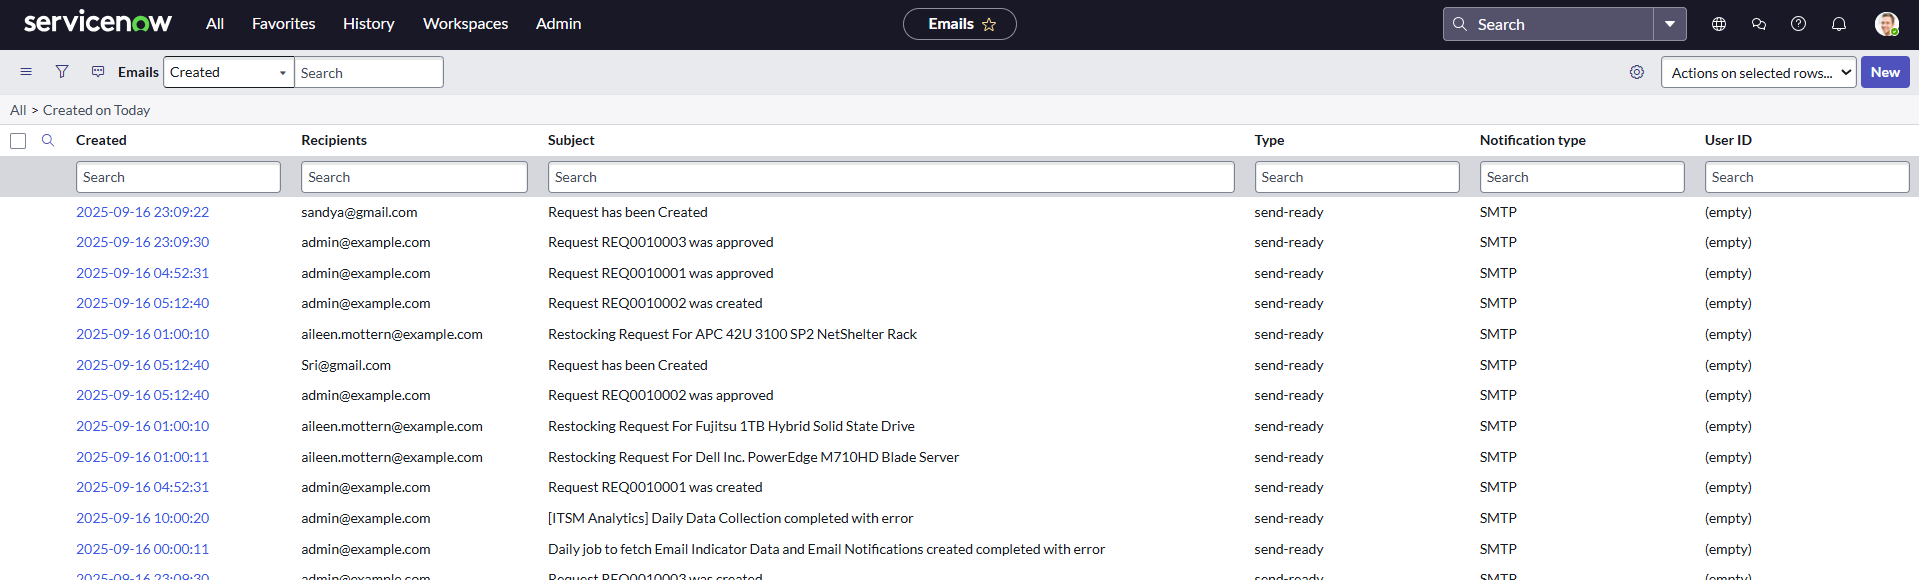 servicenow All Favorites History Workspaces Admin Emails Search
Emails Created Search Actions on selected rows... New
All > Created on Today
Created Recipients Subject Type Notification type User ID
Search Search Search Search Search Search
2025-09-16 23:09:22 sandya@gmail.com Request has been Created send-ready SMTP (empty)
2025-09-16 23:09:30 admin@example.com Request REQ0010003 was approved send-ready SMTP (empty)
2025-09-16 04:52:31 admin@example.com Request REQ0010001 was approved send-ready SMTP (empty)
2025-09-16 05:12:40 admin@example.com Request REQ0010002 was created send-ready SMTP (empty)
2025-09-16 01:00:10 aileen.mottern@example.com Restocking Request For APC 42U 3100 SP2 NetShelter Rack send-ready SMTP (empty)
2025-09-16 05:12:40 Sri@gmail.com Request has been Created send-ready SMTP (empty)
2025-09-16 05:12:40 admin@example.com Request REQ0010002 was approved send-ready SMTP (empty)
2025-09-16 01:00:10 aileen.mottern@example.com Restocking Request For Fujitsu 1TB Hybrid Solid State Drive send-ready SMTP (empty)
2025-09-16 01:00:11 aileen.mottern@example.com Restocking Request For Dell Inc. PowerEdge M710HD Blade Server send-ready SMTP (empty)
2025-09-16 04:52:31 admin@example.com Request REQ0010001 was created send-ready SMTP (empty)
2025-09-16 10:00:20 admin@example.com [ITSM Analytics] Daily Data Collection completed with error send-ready SMTP (empty)
2025-09-16 00:00:11 admin@example.com Daily job to fetch Email Indicator Data and Email Notifications created completed with error send-ready SMTP (empty)
2025-09-16 23:09:30 admin@example.com Request REQ0010003 was created send-ready SMTP (empty)